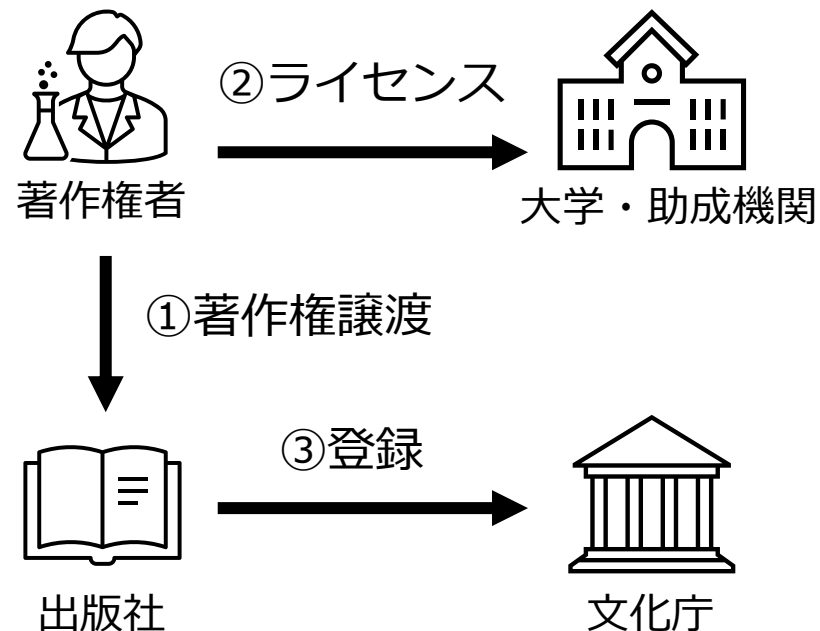 ②ライセンス
著作権者
大学・助成機関
①著作権譲渡
③登録
出版社
文化庁